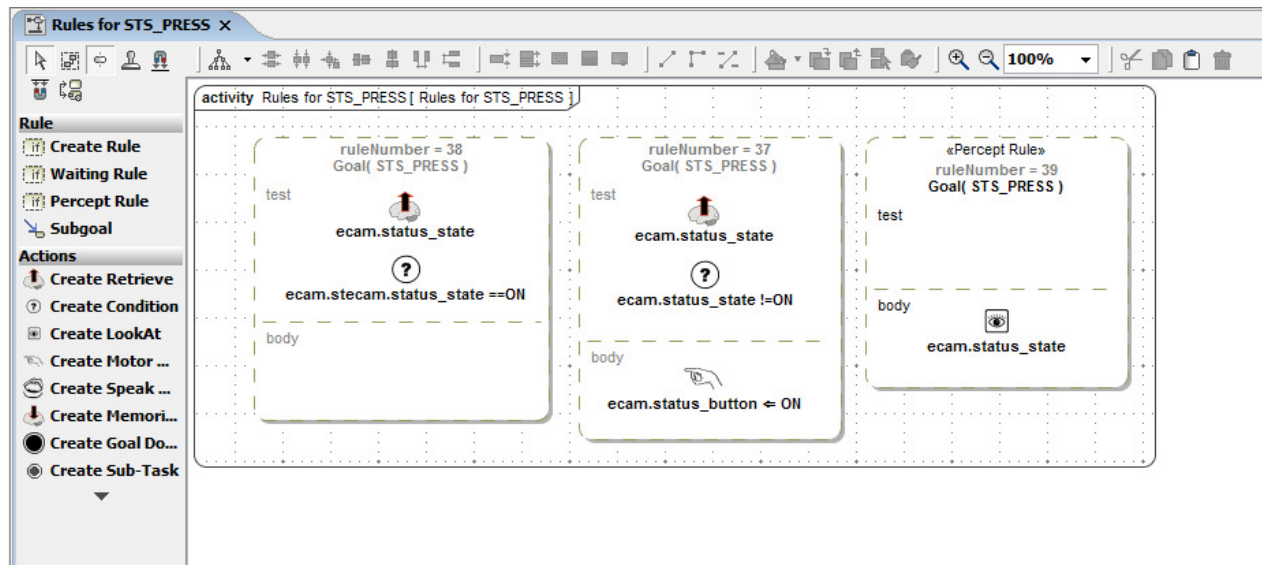 Rules for STS_PRESS X
100%
activity Rules for STS_PRESS [ Rules for STS_PRESS ]
Rule
if Create Rule
if Waiting Rule
if Percept Rule
Subgoal
Actions
Create Retrieve
? Create Condition
Create LookAt
Create Motor ...
Create Speak ...
Create Memori...
Create Goal Do...
Create Sub-Task
ruleNumber = 38
Goal( STS_PRESS )
test
ecam.status_state
?
ecam.stecam.status_state ==ON
body
ruleNumber = 37
Goal( STS_PRESS )
test
ecam.status_state
?
ecam.status_state !=ON
body
ecam.status_button ⇐ ON
«Percept Rule»
ruleNumber = 39
Goal( STS_PRESS )
test
body
ecam.status_state